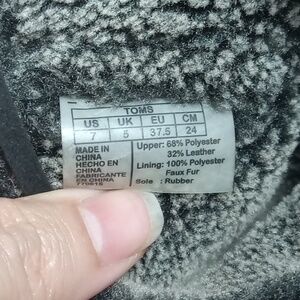 TOMS
US UK EU CM
7 5 37.5 24
MADE IN CHINA
HECHO EN CHINA
FABRICANTE EN CHINA
Upper: 68% Polyester
32% Leather
Lining: 100% Polyester
Faux Fur
Sole : Rubber